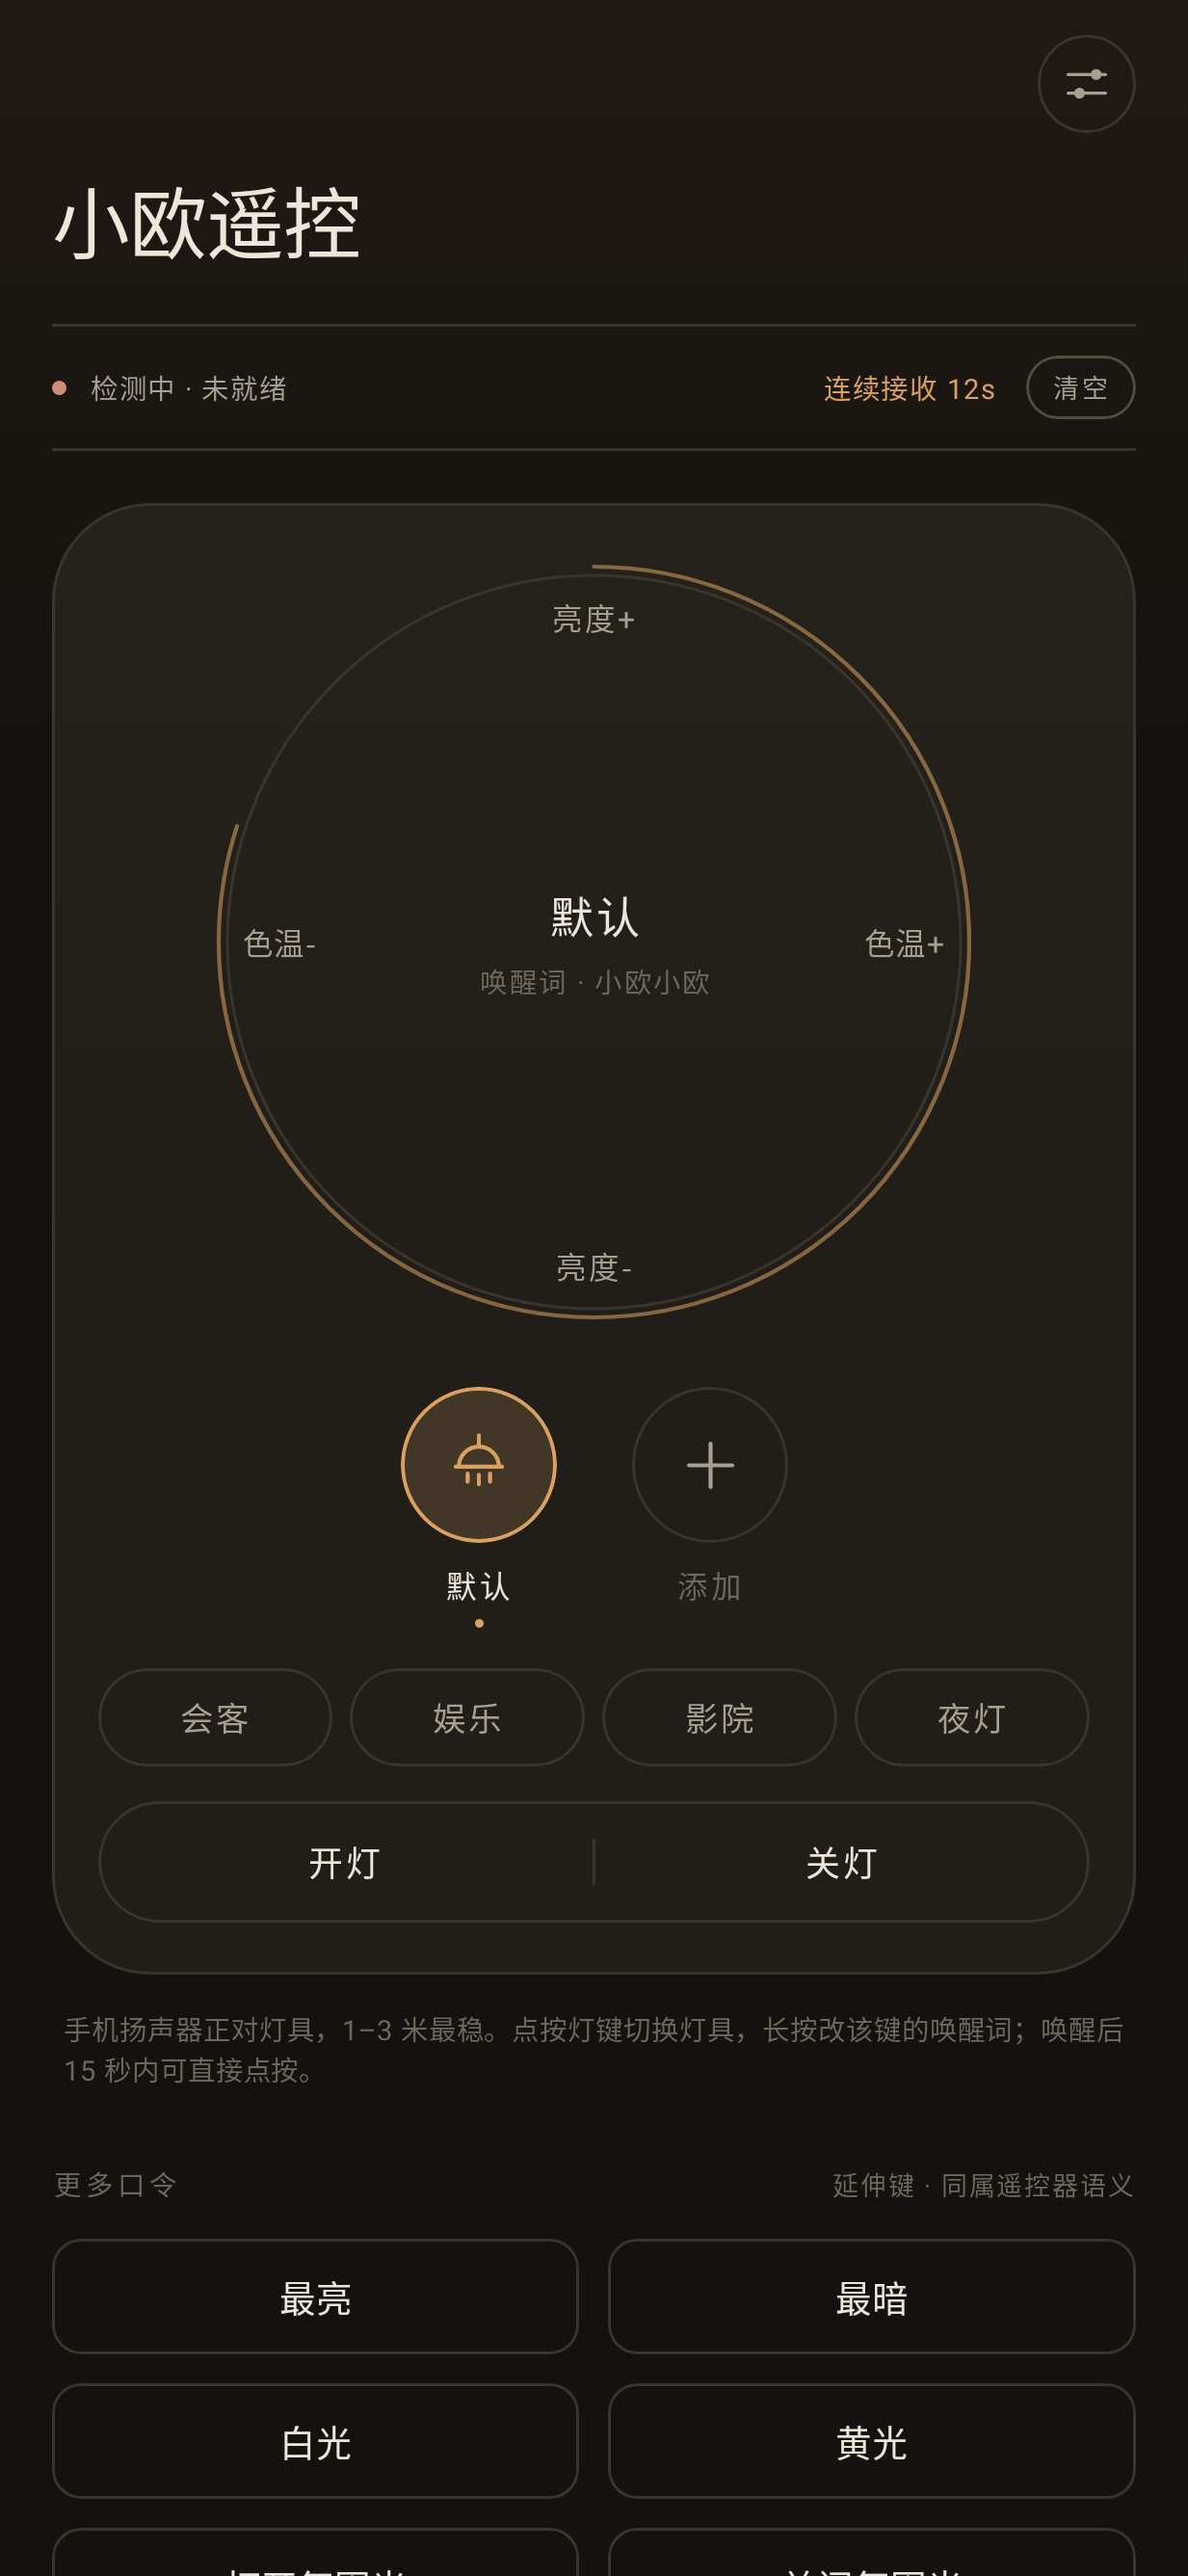 小欧遥控
检测中 · 未就绪
连续接收 12s
清空
亮度+
色温-
默认
色温+
唤醒词 · 小欧小欧
亮度-
默认
添加
会客
娱乐
影院
夜灯
开灯
关灯
手机扬声器正对灯具，1–3 米最稳。点按灯键切换灯具，长按改该键的唤醒词；唤醒后
15 秒内可直接点按。
更多口令
延伸键 · 同属遥控器语义
最亮
最暗
白光
黄光